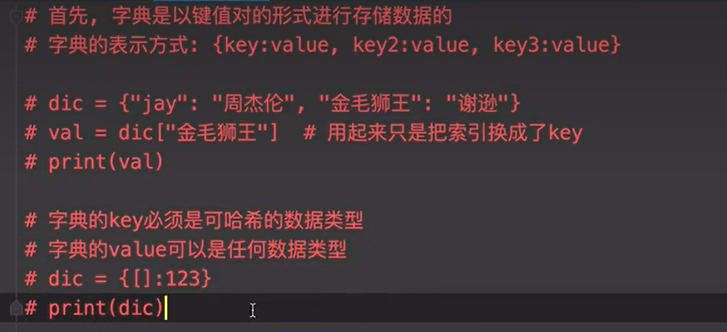 # 首先, 字典是以键值对的形式进行存储数据的
# 字典的表示方式: {key:value, key2:value, key3:value}
# dic = {"jay": "周杰伦", "金毛狮王": "谢逊"}
# val = dic["金毛狮王"]  # 用起来只是把索引换成了key
# print(val)
# 字典的key必须是可哈希的数据类型
# 字典的value可以是任何数据类型
# dic = {[]:123}
# print(dic)